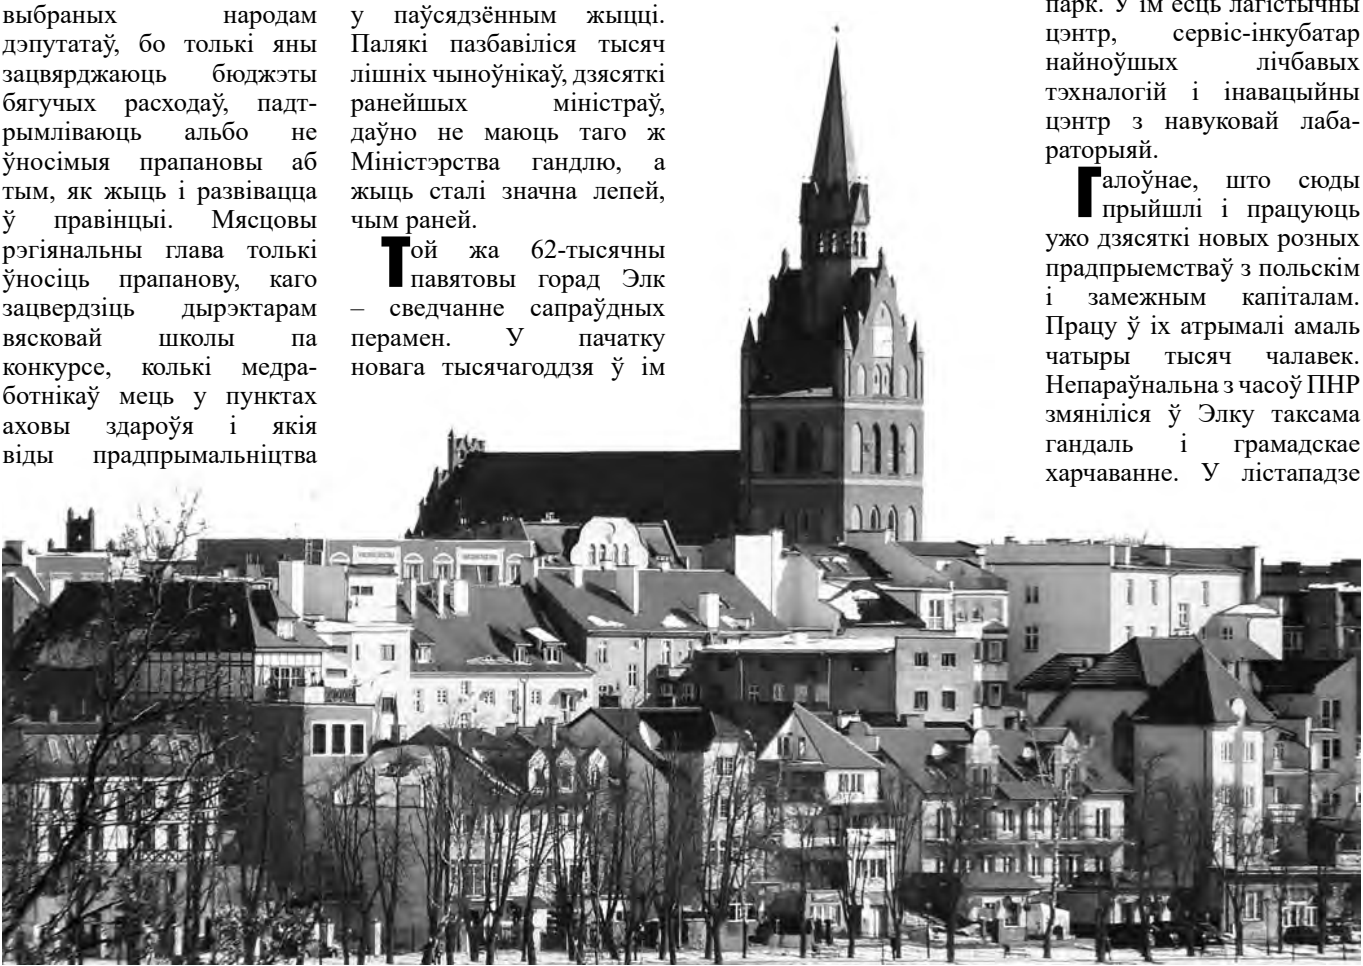 выбраных народам
дэпутатаў, бо толькі яны
зацвярджаюць бюджэты
бягучых расходаў, падт-
рымліваюць альбо не
ўносімыя прапановы аб
тым, як жыць і развівацца
ў правінцыі. Мясцовы
рэгіянальны глава толькі
ўносіць прапанову, каго
зацвердзіць дырэктарам
вясковай школы па
конкурсе, колькі медра-
ботнікаў мець у пунктах
аховы здароўя і якія
віды прадпрымальніцтва
у паўсядзённым жыцці.
Палякі пазбавіліся тысяч
лішніх чыноўнікаў, дзясяткі
ранейшых міністраў,
даўно не маюць таго ж
Міністэрства гандлю, а
жыць сталі значна лепей,
чым раней.
Той жа 62-тысячны
павятовы горад Элк
– сведчанне сапраўдных
перамен. У пачатку
новага тысячагоддзя ў ім
парк. У ім есць лагістычны
цэнтр, сервіс-інкубатар
найноўшых лічбавых
тэхналогій і інавацыйны
цэнтр з навуковай лаба-
раторыяй.
Галоўнае, што сюды
прыйшлі і працуюць
ужо дзясяткі новых розных
прадпрыемстваў з польскім
і замежным капіталам.
Працу ў іх атрымалі амаль
чатыры тысяч чалавек.
Непараўнальна з часоў ПНР
змяніліся ў Элку таксама
гандаль і грамадскае
харчаванне. У лістападзе